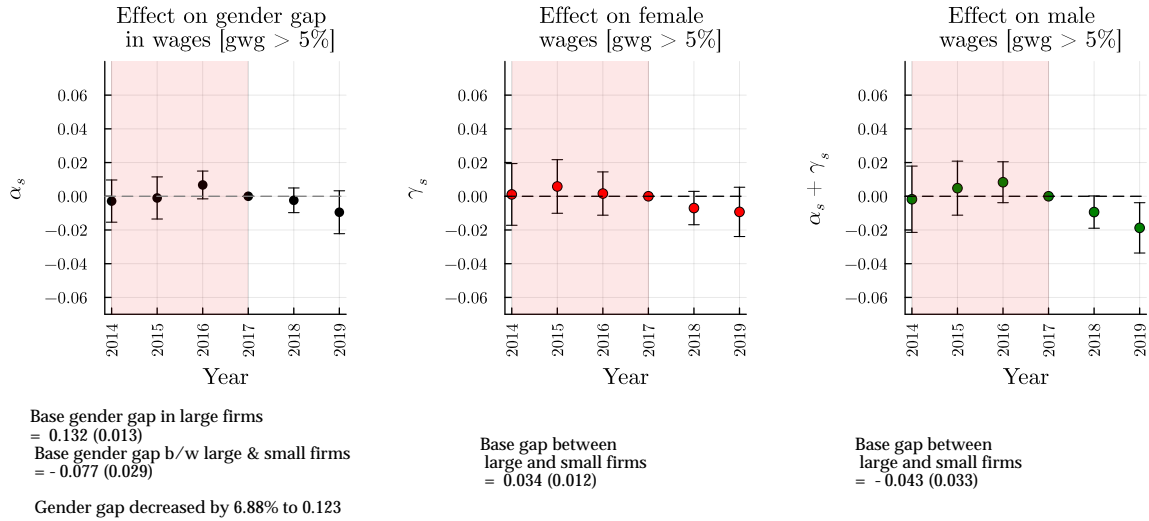 Effect on gender gap
in wages [gwg > 5%]
α_s
0.06
0.04
0.02
0.00
−0.02
−0.04
−0.06
2014
2015
2016
2017
2018
2019
Year
Base gender gap in large firms
= 0.132 (0.013)
Base gender gap b/w large & small firms
= - 0.077 (0.029)
Gender gap decreased by 6.88% to 0.123
Effect on female
wages [gwg > 5%]
γ_s
0.06
0.04
0.02
0.00
−0.02
−0.04
−0.06
2014
2015
2016
2017
2018
2019
Year
Base gap between
large and small firms
= 0.034 (0.012)
Effect on male
wages [gwg > 5%]
α_s + γ_s
0.06
0.04
0.02
0.00
−0.02
−0.04
−0.06
2014
2015
2016
2017
2018
2019
Year
Base gap between
large and small firms
= - 0.043 (0.033)